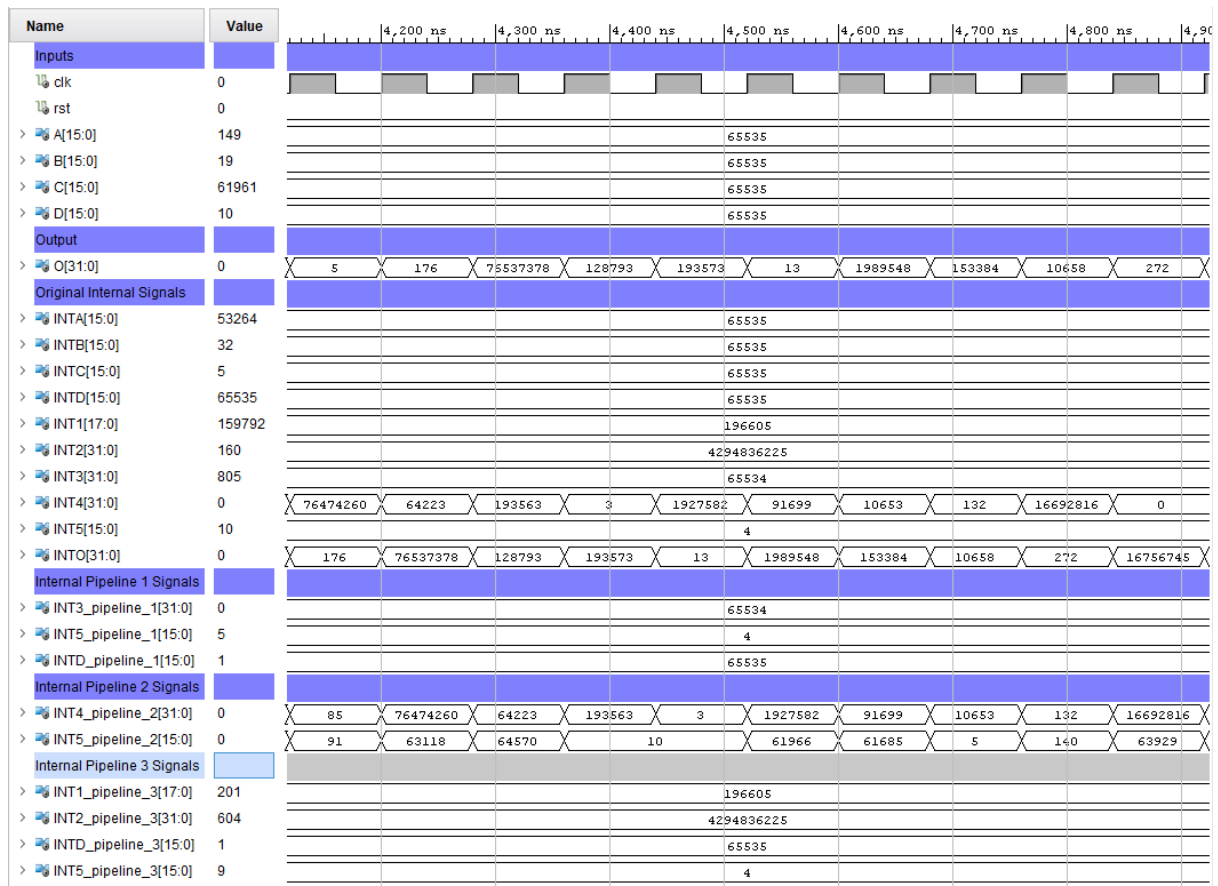 Name Value 4,200 ns 4,300 ns 4,400 ns 4,500 ns 4,600 ns 4,700 ns 4,800 ns 4,90
Inputs
clk 0
rst 0
A[15:0] 149 65535
B[15:0] 19 65535
C[15:0] 61961 65535
D[15:0] 10 65535
Output
O[31:0] 0 5 176 75537378 128793 193573 13 1989548 153384 10658 272
Original Internal Signals
INTA[15:0] 53264 65535
INTB[15:0] 32 65535
INTC[15:0] 5 65535
INTD[15:0] 65535 65535
INT1[17:0] 159792 196605
INT2[31:0] 160 4294836225
INT3[31:0] 805 65534
INT4[31:0] 0 76474260 64223 193563 3 1927582 91699 10653 132 16692816 0
INT5[15:0] 10 4
INTO[31:0] 0 176 76537378 128793 193573 13 1989548 153384 10658 272 16756745
Internal Pipeline 1 Signals
INT3_pipeline_1[31:0] 0 65534
INT5_pipeline_1[15:0] 5 4
INTD_pipeline_1[15:0] 1 65535
Internal Pipeline 2 Signals
INT4_pipeline_2[31:0] 0 85 76474260 64223 193563 3 1927582 91699 10653 132 16692816
INT5_pipeline_2[15:0] 0 91 63118 64570 10 61966 61685 5 140 63929
Internal Pipeline 3 Signals
INT1_pipeline_3[17:0] 201 196605
INT2_pipeline_3[31:0] 604 4294836225
INTD_pipeline_3[15:0] 1 65535
INT5_pipeline_3[15:0] 9 4